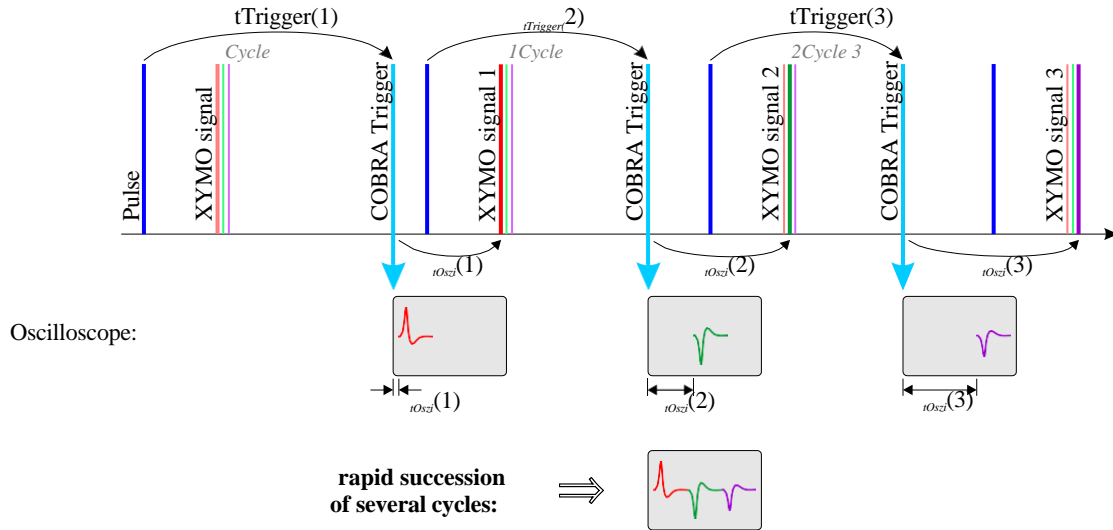 tTrigger(1) tTrigger(2) tTrigger(3)
Cycle 1Cycle 2Cycle 3
Pulse
XYMO signal
COBRA Trigger
XYMO signal 1
COBRA Trigger
XYMO signal 2
COBRA Trigger
XYMO signal 3
tOszi(1) tOszi(2) tOszi(3)
Oscilloscope:
tOszi(1) tOszi(2) tOszi(3)
rapid succession
of several cycles: